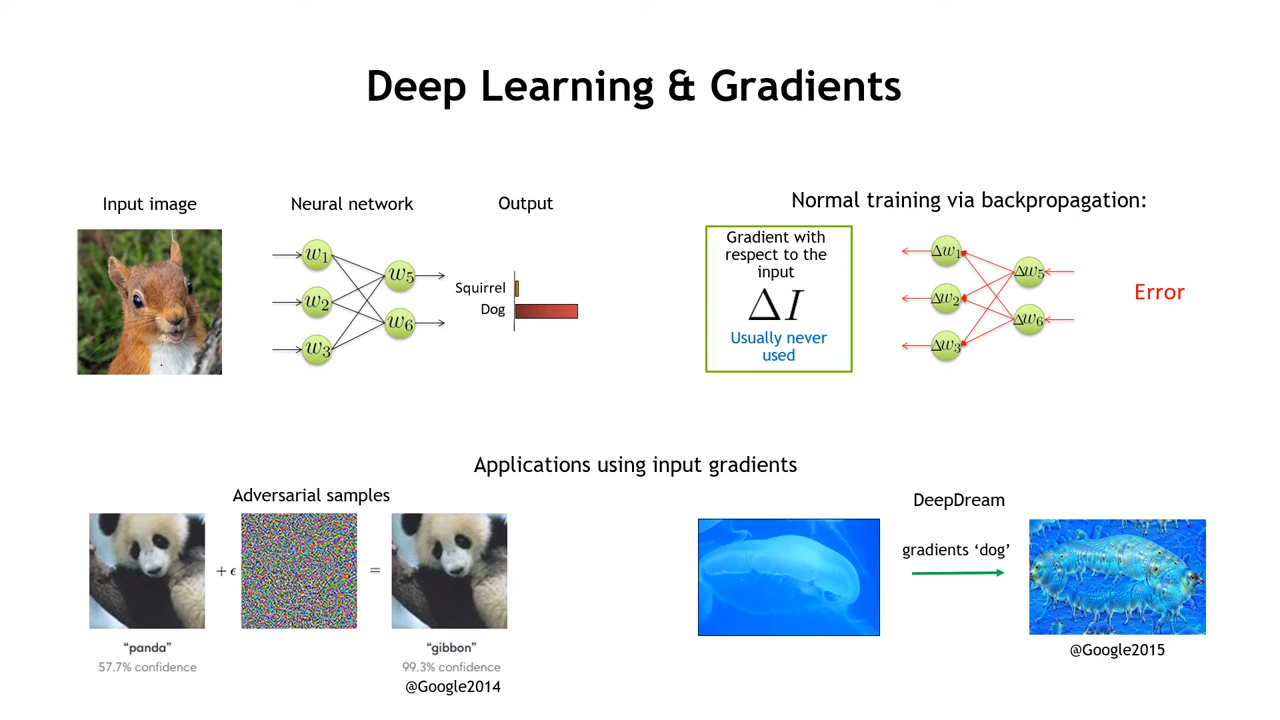 Deep Learning & Gradients
Input image
Neural network
Output
w1
w2
w3
w5
w6
Squirrel
Dog
Normal training via backpropagation:
Gradient with
respect to the
input
ΔI
Usually never
used
Δw1
Δw2
Δw3
Δw5
Δw6
Error
Applications using input gradients
Adversarial samples
+ ϵ
=
"panda"
57.7% confidence
"gibbon"
99.3% confidence
@Google2014
DeepDream
gradients ‘dog’
@Google2015